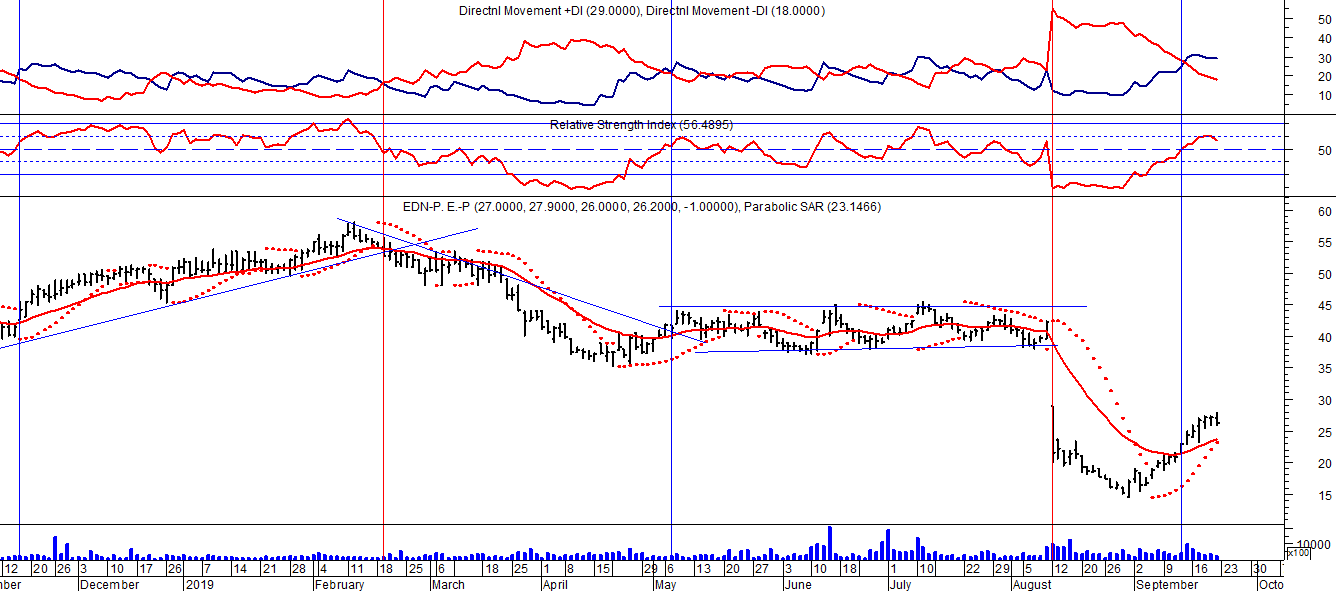 Directnl Movement +DI (29.0000), Directnl Movement -DI (18.0000)
50
40
30
20
10
Relative Strength Index (56.4895)
50
EDN-P. E.-P (27.0000, 27.9000, 26.0000, 26.2000, -1.00000), Parabolic SAR (23.1466)
60
55
50
45
40
35
30
25
20
15
10000
x100
12 20 26 3 10 17 26 7 14 21 28 4 11 18 25 6 18 25 1 8 15 29 6 13 20 27 3 10 18 1 10 22 29 5 12 20 26 2 9 16 23 30
ber December 2019 February March April May June July August September Octo